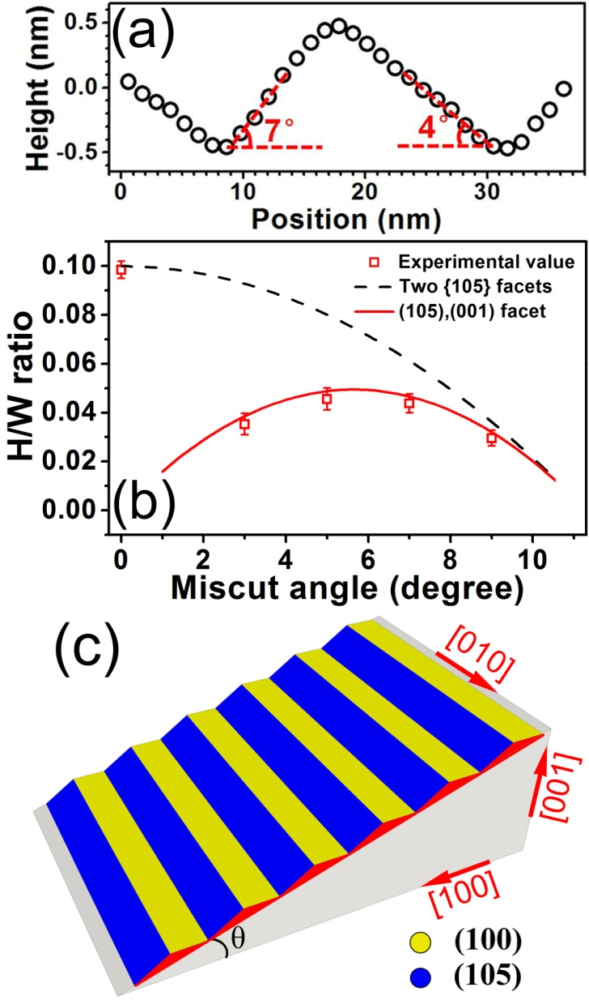 (a)
Height (nm)
0.5
0.0
-0.5
7°
4°
0
10
20
30
Position (nm)
H/W ratio
0.10
0.08
0.06
0.04
0.02
0.00
Experimental value
Two {105} facets
(105),(001) facet
(b)
0
2
4
6
8
10
Miscut angle (degree)
(c)
[010]
[001]
[100]
θ
(100)
(105)